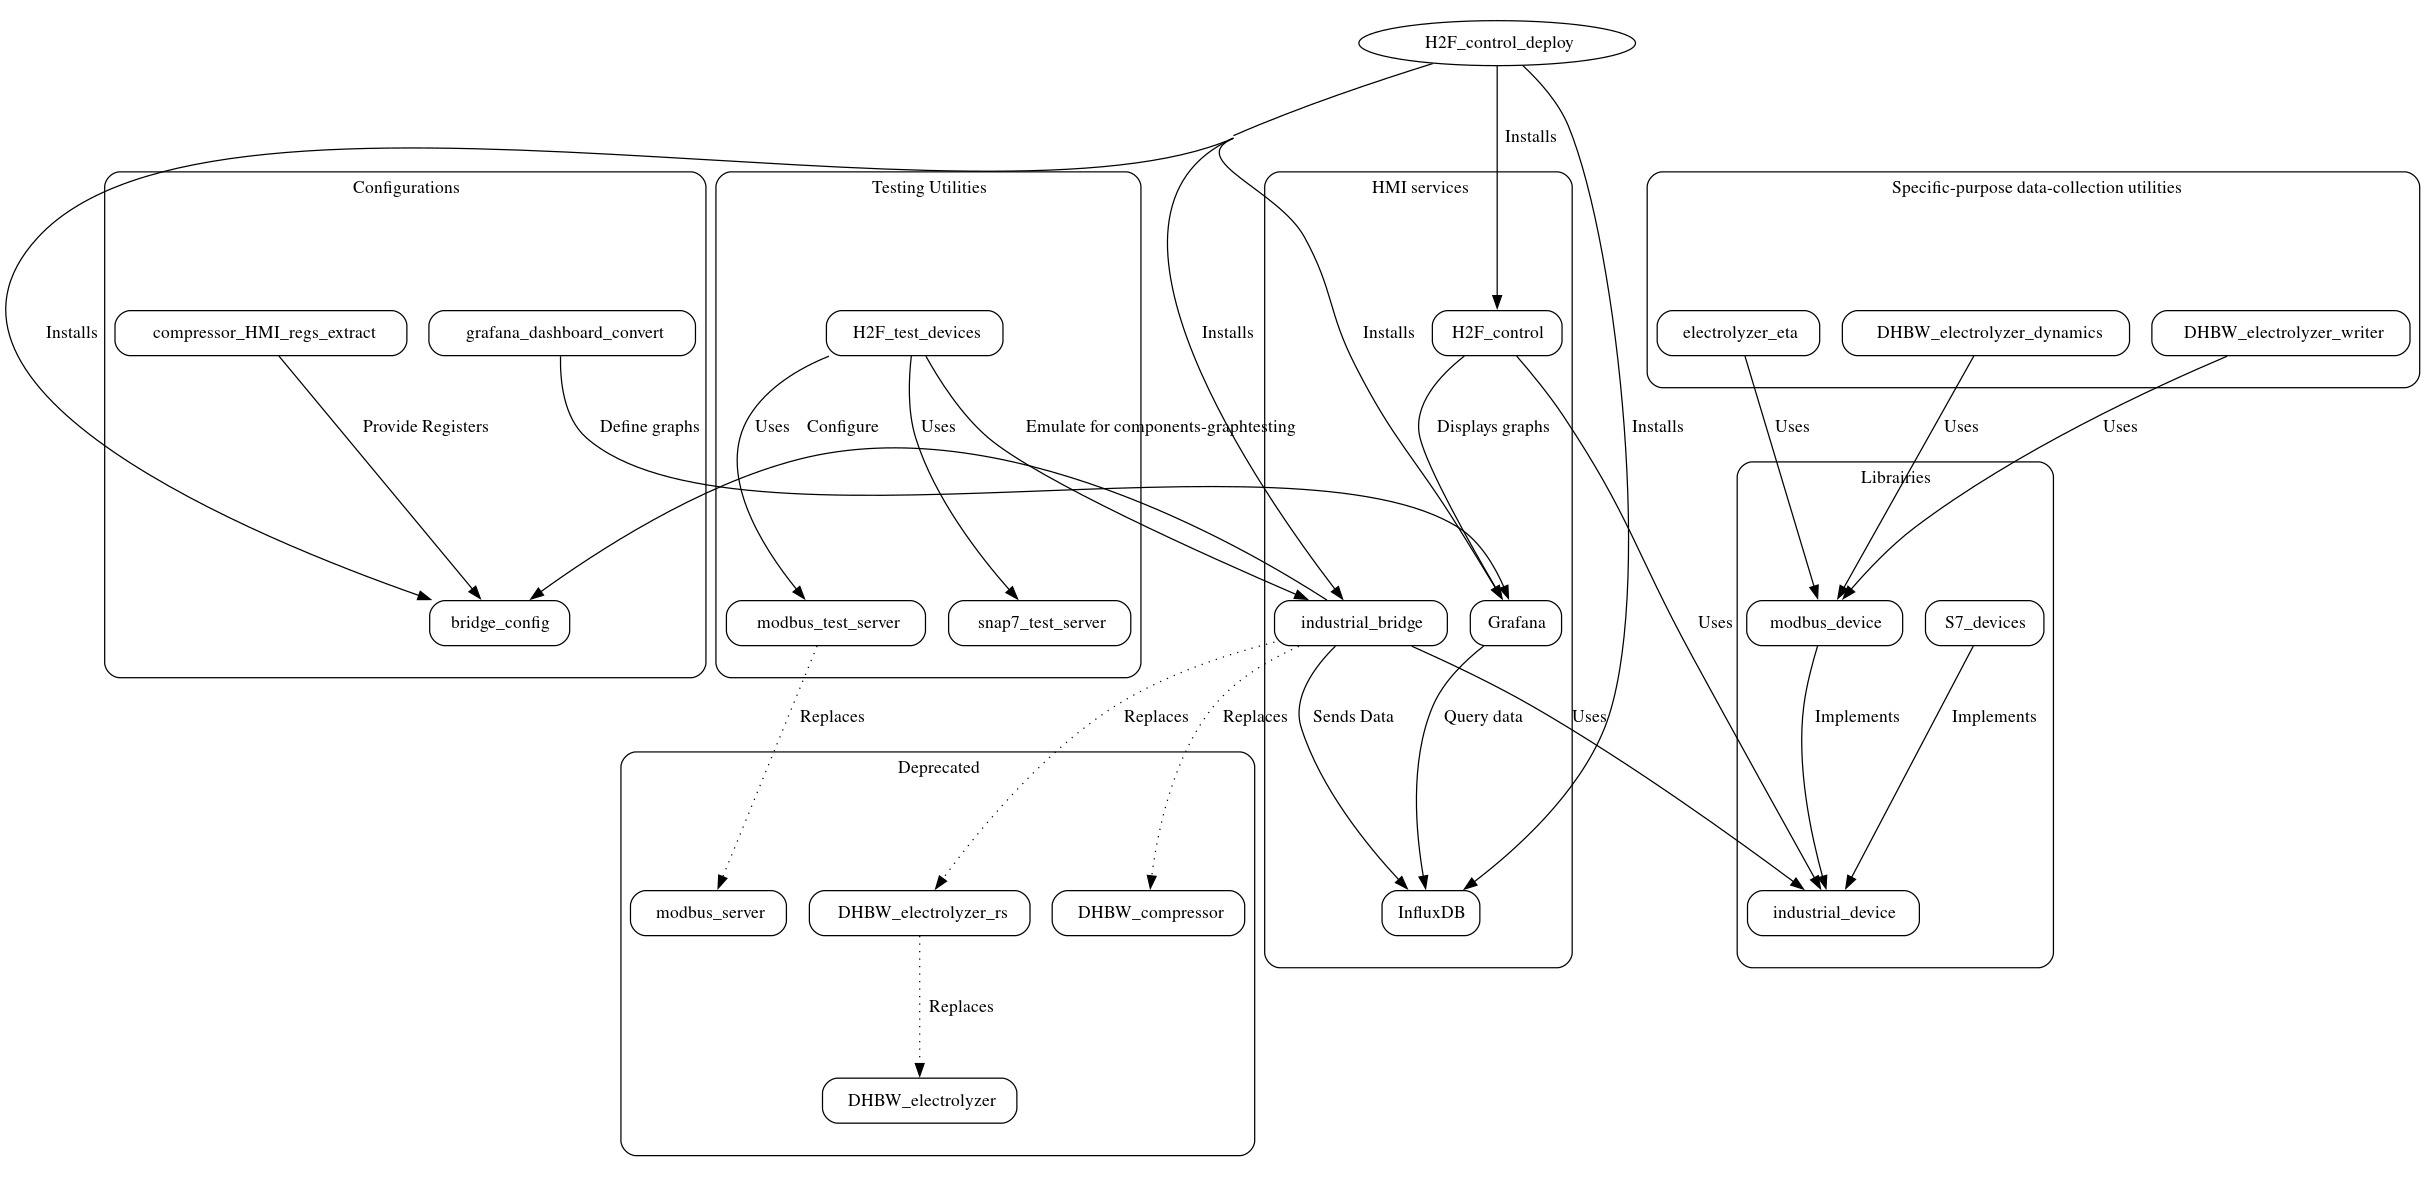 H2F_control_deploy
Installs
Configurations
Testing Utilities
HMI services
Specific-purpose data-collection utilities
Installs
compressor_HMI_regs_extract
grafana_dashboard_convert
H2F_test_devices
Installs
Installs
H2F_control
electrolyzer_eta
DHBW_electrolyzer_dynamics
DHBW_electrolyzer_writer
Provide Registers
Define graphs
Uses
Configure
Uses
Emulate for components-graphtesting
Displays graphs
Installs
Uses
Uses
Uses
Librairies
bridge_config
modbus_test_server
snap7_test_server
industrial_bridge
Grafana
Uses
modbus_device
S7_devices
Replaces
Replaces
Replaces
Sends Data
Query data
Uses
Implements
Implements
Deprecated
modbus_server
DHBW_electrolyzer_rs
DHBW_compressor
InfluxDB
industrial_device
Replaces
DHBW_electrolyzer